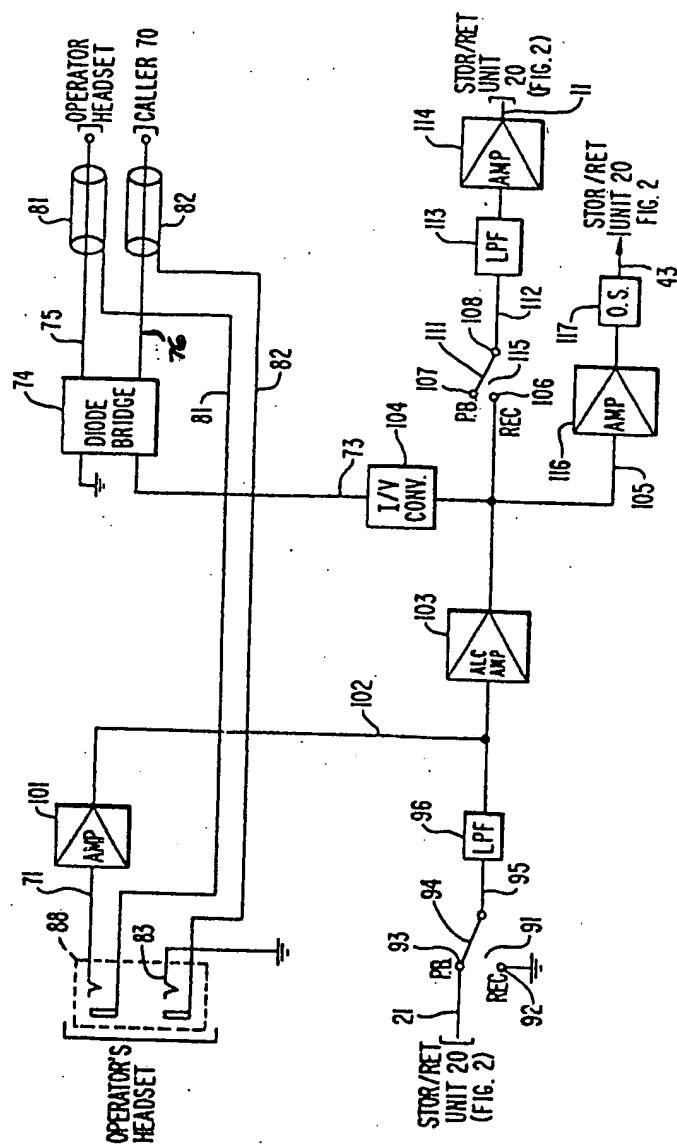 OPERATOR
HEADSET
CALLER 70
81
82
75
76
74
DIODE
BRIDGE
82
81
73
104
I/V
CONV.
STOR/RET
UNIT
20
(FIG. 2)
11
114
AMP
113
LPF
112
108
111
107
P.B.
115
106
REC
STOR/RET
UNIT 20
FIG. 2
43
117
O.S.
116
AMP
105
103
ALC
AMP
102
101
AMP
71
88
83
OPERATOR'S
HEADSET
96
LPF
95
94
93
P.B.
91
REC
92
21
STOR/RET
UNIT 20
(FIG. 2)